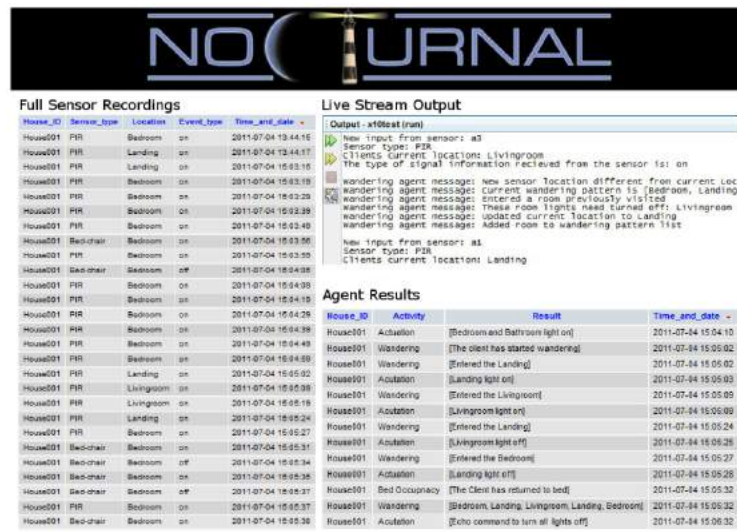 NOCTURNAL
Full Sensor Recordings
House_ID Sensor_type Location Event_type Time_and_date
House001 PIR Bedroom on 2011-07-04 13.44.15
House001 PIR Landing on 2011-07-04 13.44.17
House001 PIR Landing on 2011-07-04 15:03:15
House001 PIR Bedroom on 2011-07-04 15:03:19
House001 PIR Bedroom on 2011-07-04 15:03:29
House001 PIR Bedroom on 2011-07-04 15:03:39
House001 PIR Bedroom on 2011-07-04 15:03:49
House001 Bed-chair Bedroom on 2011-07-04 15:03:56
House001 PIR Bedroom on 2011-07-04 15:03:59
House001 Bed-chair Bedroom off 2011-07-04 15:04:08
House001 PIR Bedroom on 2011-07-04 15:04:09
House001 PIR Bedroom on 2011-07-04 15:04:19
House001 PIR Bedroom on 2011-07-04 15:04:29
House001 PIR Bedroom on 2011-07-04 15:04:39
House001 PIR Bedroom on 2011-07-04 15:04:49
House001 PIR Bedroom on 2011-07-04 15:04:59
House001 PIR Landing on 2011-07-04 15:05:02
House001 PIR Livingroom on 2011-07-04 15:05:09
House001 PIR Livingroom on 2011-07-04 15:05:19
House001 PIR Landing on 2011-07-04 15:05:24
House001 PIR Bedroom on 2011-07-04 15:05:27
House001 Bed-chair Bedroom on 2011-07-04 15:05:31
House001 Bed-chair Bedroom off 2011-07-04 15:05:34
House001 Bed-chair Bedroom on 2011-07-04 15:05:35
House001 Bed-chair Bedroom off 2011-07-04 15:05:37
House001 PIR Bedroom on 2011-07-04 15:05:37
House001 Bed-chair Bedroom on 2011-07-04 15:05:38
Live Stream Output
Output - x10test (run)
New input from sensor: a3
Sensor type: PIR
Clients current location: Livingroom
The type of signal information recieved from the sensor is: on
Wandering agent message: New sensor location different from current Loc
Wandering agent message: Current wandering pattern is [Bedroom, Landing
Wandering agent message: Entered a room previously visited
Wandering agent message: These room lights need turned off: Livingroom
Wandering agent message: Updated current location to Landing
Wandering agent message: Added room to wandering pattern list
New input from sensor: a1
Sensor type: PIR
Clients current location: Landing
Agent Results
House_ID Activity Result Time_and_date
House001 Actuation [Bedroom and Bathroom light on] 2011-07-04 15:04:10
House001 Wandering [The client has started wandering] 2011-07-04 15:05:02
House001 Wandering [Entered the Landing] 2011-07-04 15:05:02
House001 Acutation [Landing light on] 2011-07-04 15:05:03
House001 Wandering [Entered the Livingroom] 2011-07-04 15:05:09
House001 Acutation [Livingroom light on] 2011-07-04 15:05:09
House001 Wandering [Entered the Landing] 2011-07-04 15:05:24
House001 Acutation [Livingroom light off] 2011-07-04 15:05:25
House001 Wandering [Entered the Bedroom] 2011-07-04 15:05:27
House001 Actuation [Landing light off] 2011-07-04 15:05:28
House001 Bed Occupnacy [The Client has returned to bed] 2011-07-04 15:05:32
House001 Wandering [Bedroom, Landing, Livingroom, Landing, Bedroom] 2011-07-04 15:05:32
House001 Acutation [Echo command to turn all lights off] 2011-07-04 15:05:32